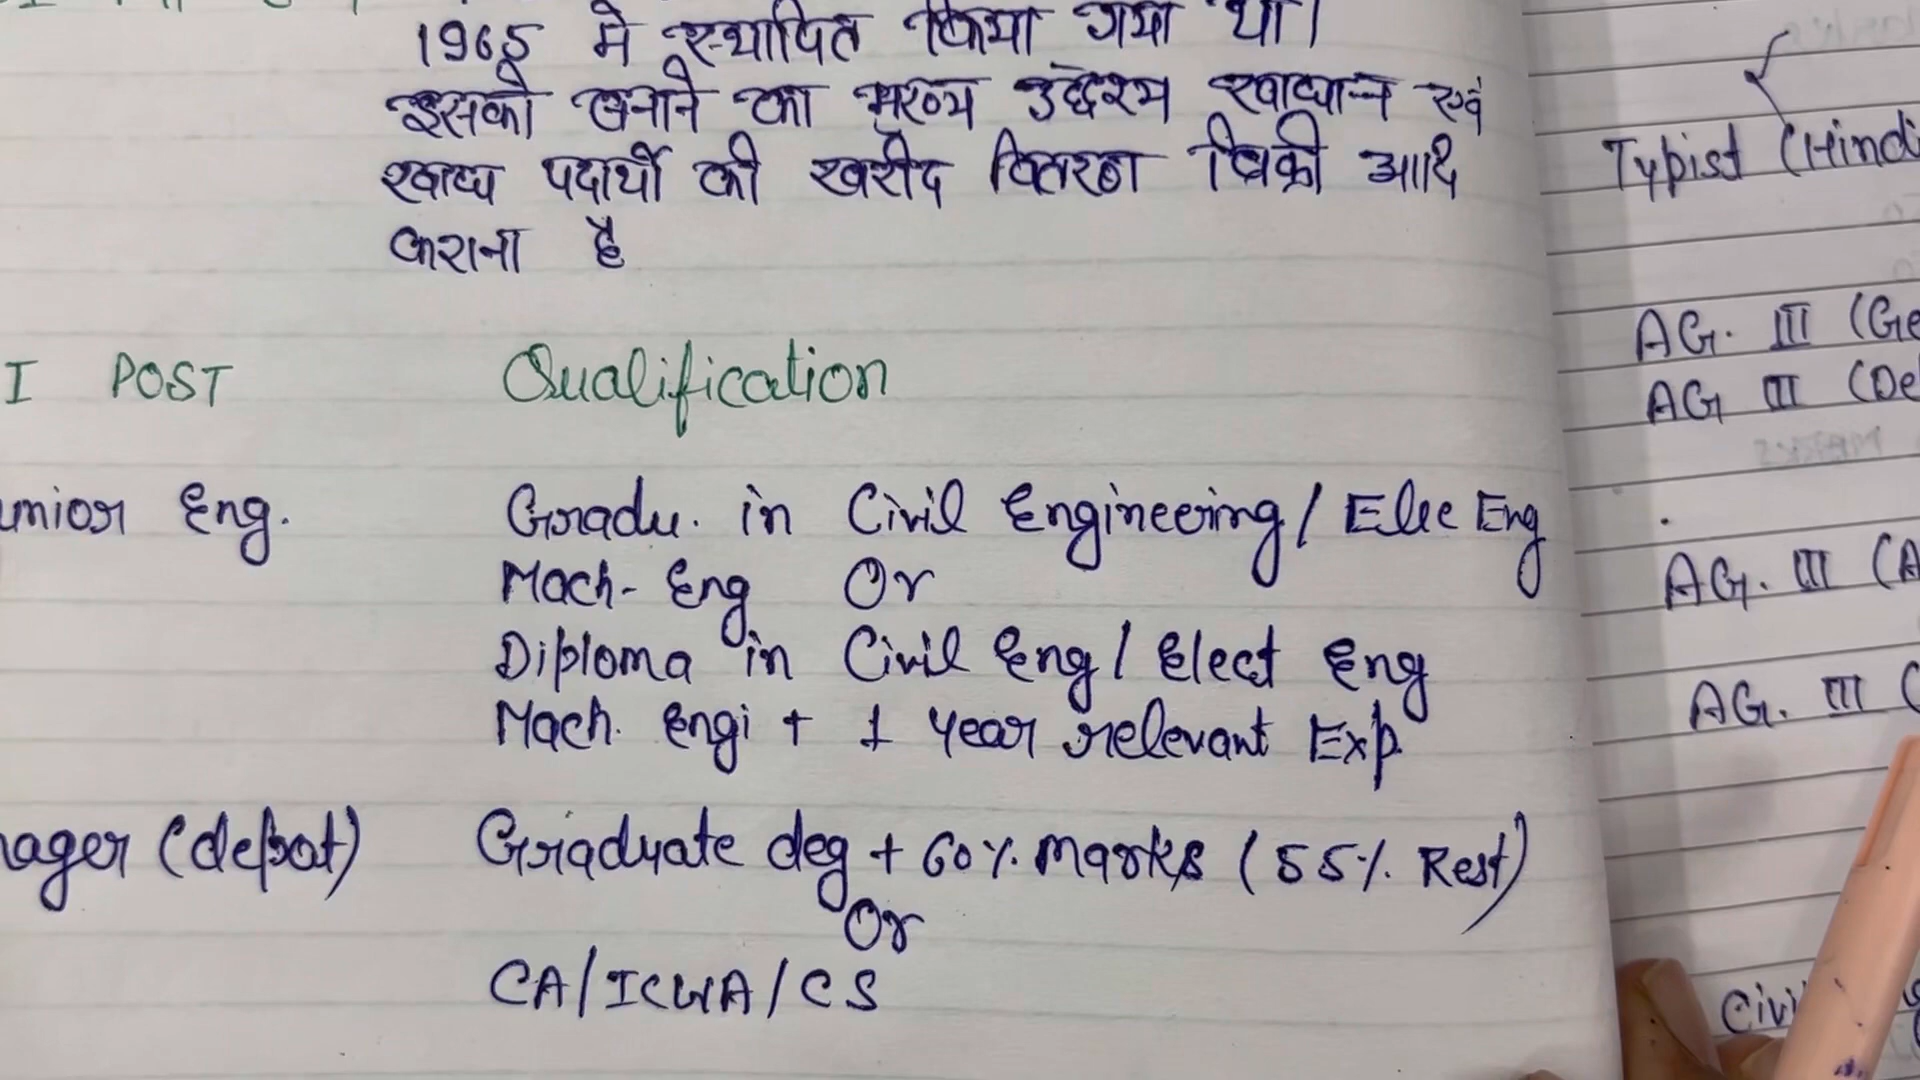 1965 में स्थापित किया गया था।
इसको बनाने का मुख्य उद्देश्य खाद्यान्न एवं
खाद्य पदार्थो की खरीद वितरण बिक्री आदि
कराना है
I POST Qualification
unior Eng. Gradu. in Civil Engineering / Elec Eng
Mach- Eng Or
Diploma in Civil Eng / Elect Eng
Mach. Engi + 1 year relevant Exp.
nager (depot) Graduate deg + 60% Marks (55% Rest)
Or
CA/ICWA/CS
Typist (Hindi
AG. III (Ge
AG III (De
AG. III (A
AG. III (
Civi